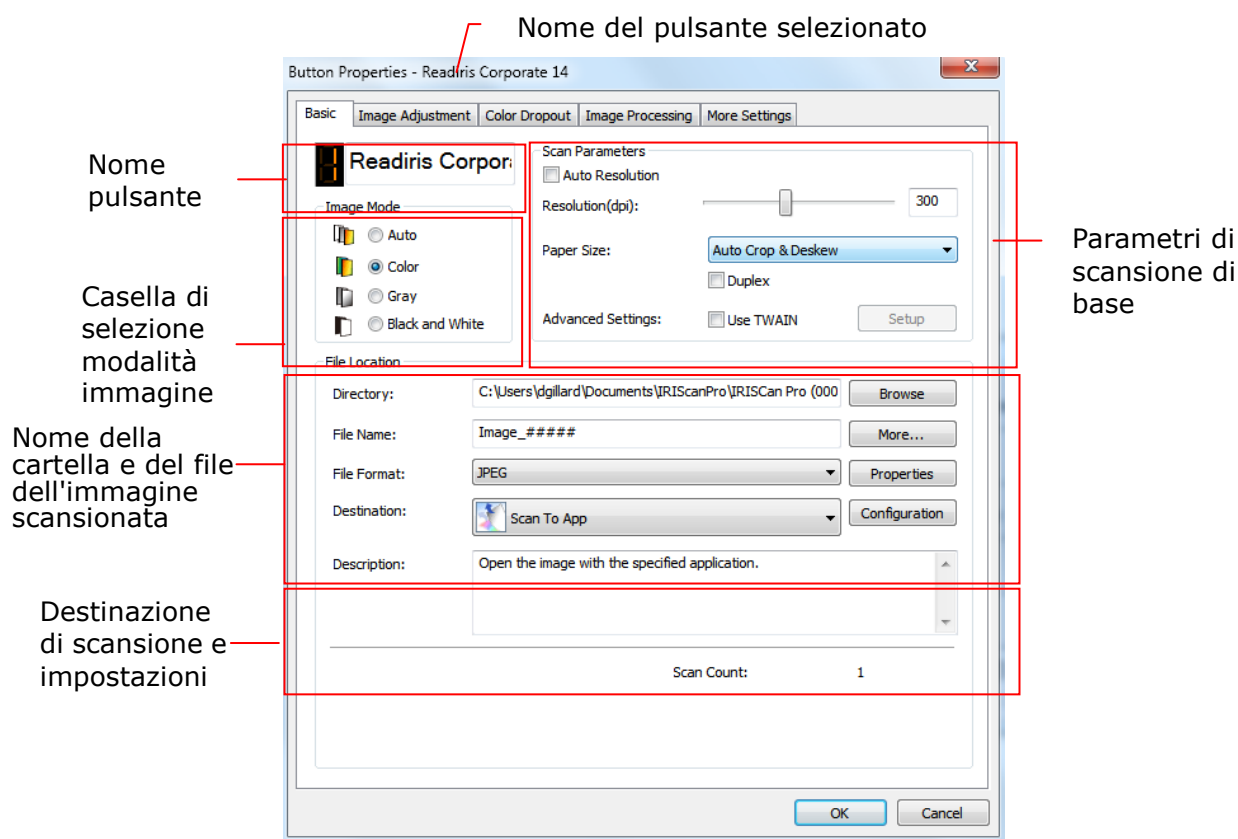 Nome del pulsante selezionato
Button Properties - Readiris Corporate 14
Basic
Image Adjustment
Color Dropout
Image Processing
More Settings
Nome
pulsante
Readiris Corpor
Scan Parameters
Auto Resolution
Resolution(dpi):
300
Paper Size:
Auto Crop & Deskew
Duplex
Advanced Settings:
Use TWAIN
Setup
Parametri di
scansione di
base
Image Mode
Auto
Color
Gray
Black and White
Casella di
selezione
modalità
immagine
File Location
Directory:
C:\Users\dgillard\Documents\IRIScanPro\IRISCan Pro (000
Browse
File Name:
Image_#####
More...
File Format:
JPEG
Properties
Destination:
Scan To App
Configuration
Description:
Open the image with the specified application.
Nome della
cartella e del file
dell'immagine
scansionata
Destinazione
di scansione e
impostazioni
Scan Count:
1
OK
Cancel